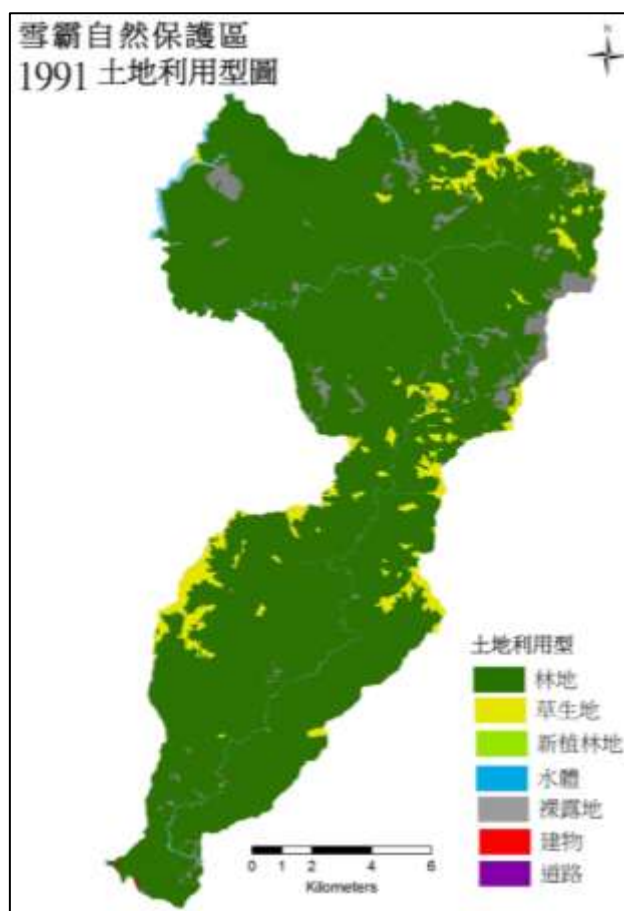 雪霸自然保護區
1991 土地利用型圖
N
土地利用型
林地
草生地
新植林地
水體
裸露地
建物
道路
0 1 2 4 6
Kilometers